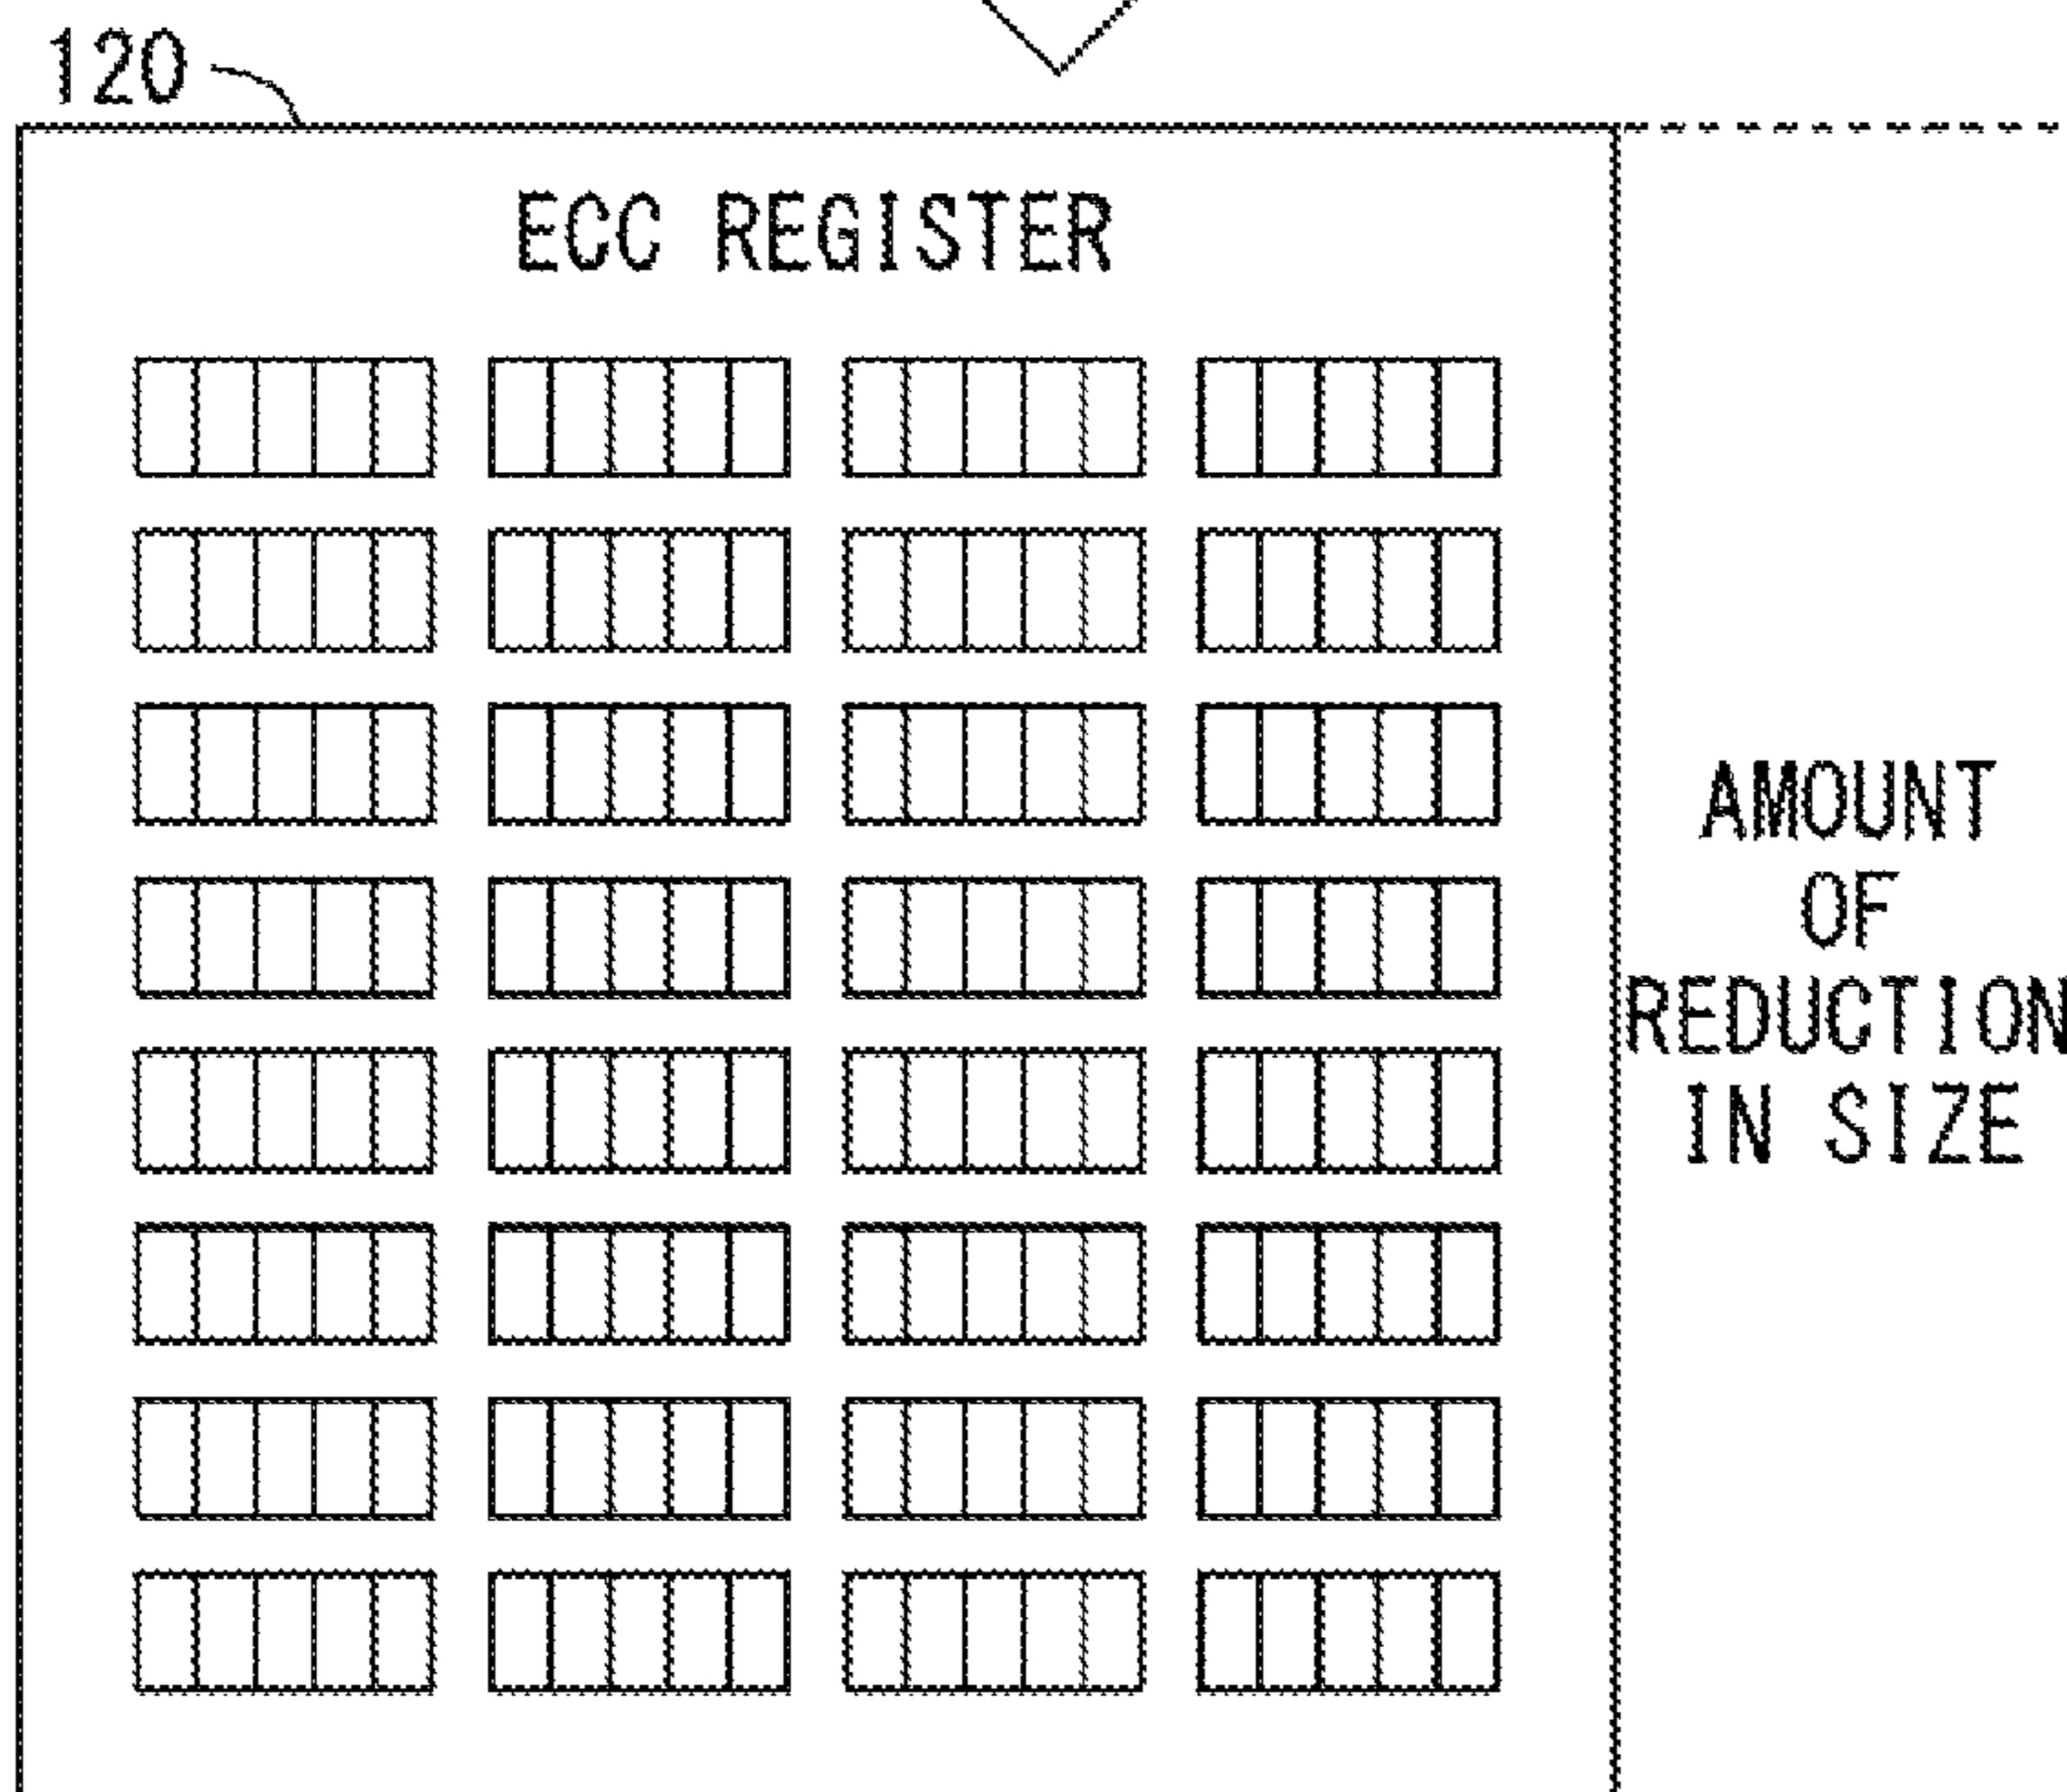 120
ECC REGISTER
AMOUNT
OF
REDUCTION
IN SIZE